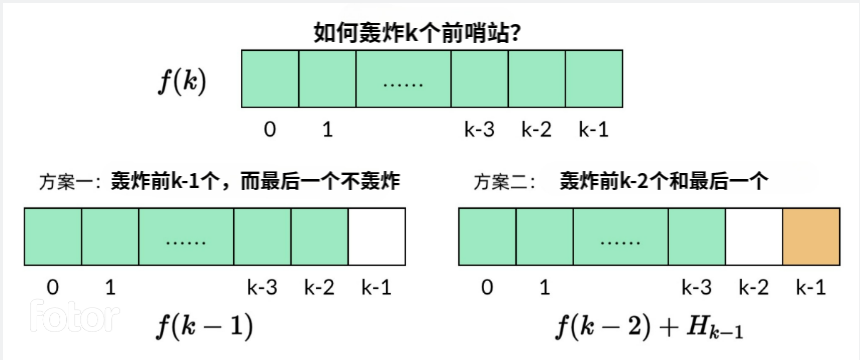 如何轰炸k个前哨站？
f(k)
……
0 1 k-3 k-2 k-1
方案一：轰炸前k-1个，而最后一个不轰炸
……
0 1 k-3 k-2 k-1
f(k − 1)
方案二： 轰炸前k-2个和最后一个
……
0 1 k-3 k-2 k-1
f(k − 2) + H_{k−1}
fotor